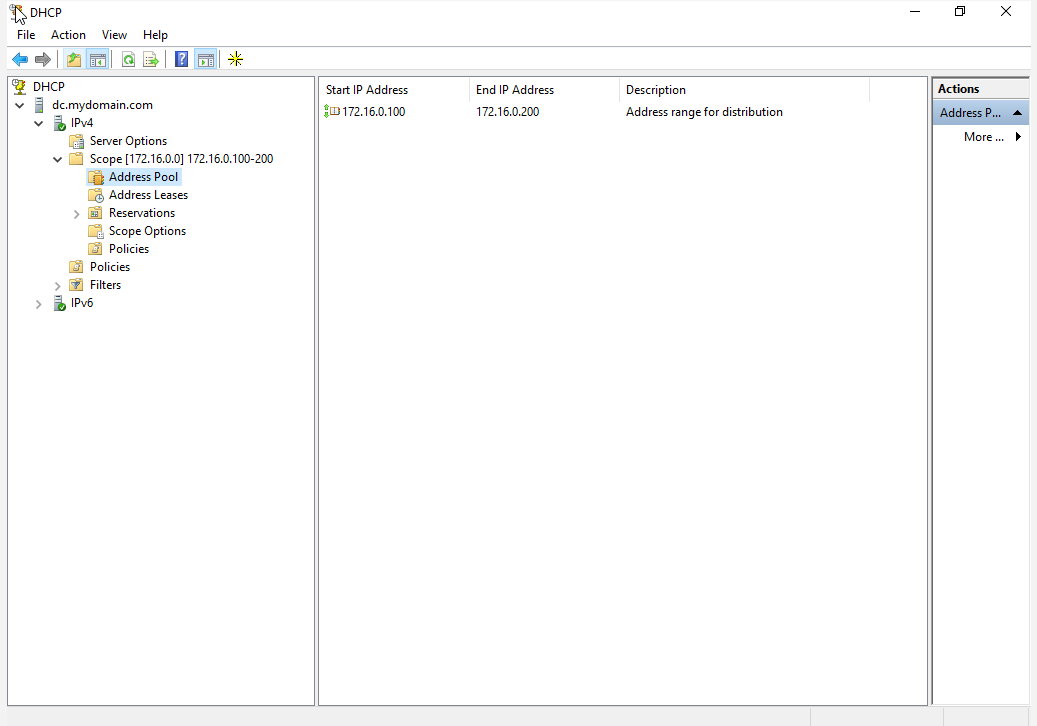 DHCP
File Action View Help
DHCP
dc.mydomain.com
IPv4
Server Options
Scope [172.16.0.0] 172.16.0.100-200
Address Pool
Address Leases
Reservations
Scope Options
Policies
Policies
Filters
IPv6
Start IP Address End IP Address Description
172.16.0.100 172.16.0.200 Address range for distribution
Actions
Address P...
More ...